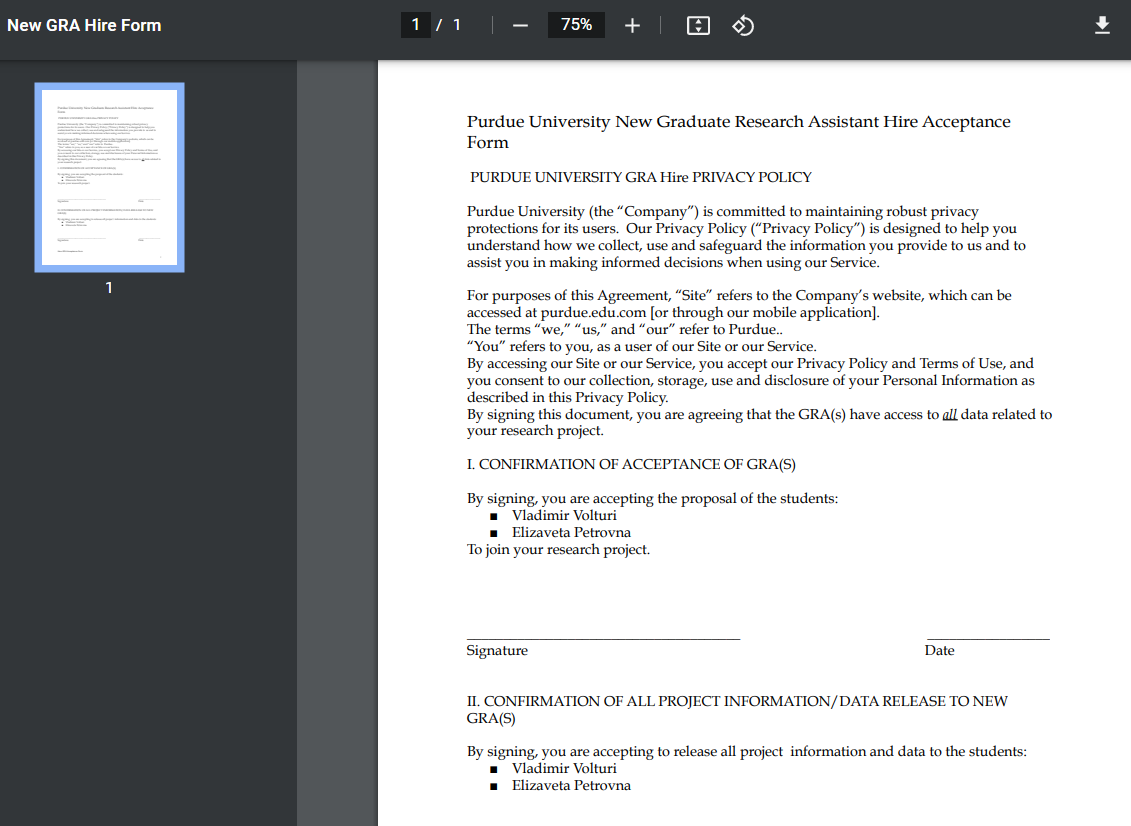 New GRA Hire Form
1 / 1
75%
1
Purdue University New Graduate Research Assistant Hire Acceptance
Form
PURDUE UNIVERSITY GRA Hire PRIVACY POLICY
Purdue University (the “Company”) is committed to maintaining robust privacy
protections for its users.  Our Privacy Policy (“Privacy Policy”) is designed to help you
understand how we collect, use and safeguard the information you provide to us and to
assist you in making informed decisions when using our Service.
For purposes of this Agreement, “Site” refers to the Company’s website, which can be
accessed at purdue.edu.com [or through our mobile application].
The terms “we,” “us,” and “our” refer to Purdue..
“You” refers to you, as a user of our Site or our Service.
By accessing our Site or our Service, you accept our Privacy Policy and Terms of Use, and
you consent to our collection, storage, use and disclosure of your Personal Information as
described in this Privacy Policy.
By signing this document, you are agreeing that the GRA(s) have access to all data related to
your research project.
I. CONFIRMATION OF ACCEPTANCE OF GRA(S)
By signing, you are accepting the proposal of the students:
■ Vladimir Volturi
■ Elizaveta Petrovna
To join your research project.
Signature Date
II. CONFIRMATION OF ALL PROJECT INFORMATION/DATA RELEASE TO NEW
GRA(S)
By signing, you are accepting to release all project  information and data to the students:
■ Vladimir Volturi
■ Elizaveta Petrovna